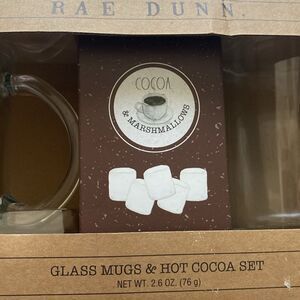 RAE DUNN.
COCOA
& MARSHMALLOWS
GLASS MUGS & HOT COCOA SET
NET WT. 2.6 OZ. (76 g)